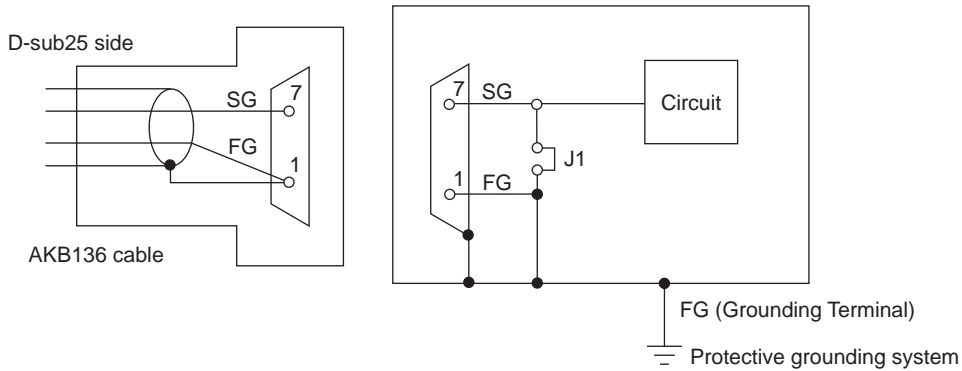 D-sub25 side
SG
7
FG
1
AKB136 cable
7
SG
Circuit
J1
1
FG
FG (Grounding Terminal)
Protective grounding system